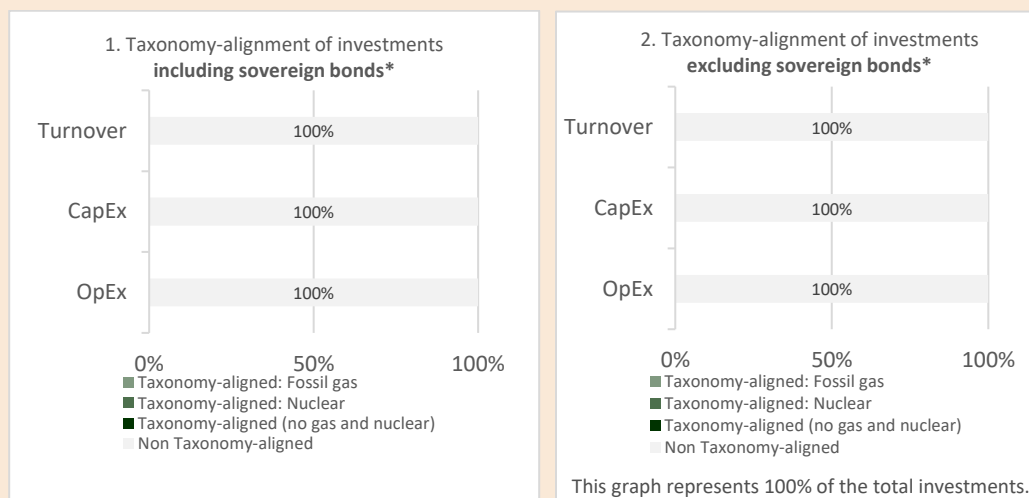 1. Taxonomy-alignment of investments
including sovereign bonds*
Turnover
100%
CapEx
100%
OpEx
100%
0%
50%
100%
Taxonomy-aligned: Fossil gas
Taxonomy-aligned: Nuclear
Taxonomy-aligned (no gas and nuclear)
Non Taxonomy-aligned
2. Taxonomy-alignment of investments
excluding sovereign bonds*
Turnover
100%
CapEx
100%
OpEx
100%
0%
50%
100%
Taxonomy-aligned: Fossil gas
Taxonomy-aligned: Nuclear
Taxonomy-aligned (no gas and nuclear)
Non Taxonomy-aligned
This graph represents 100% of the total investments.